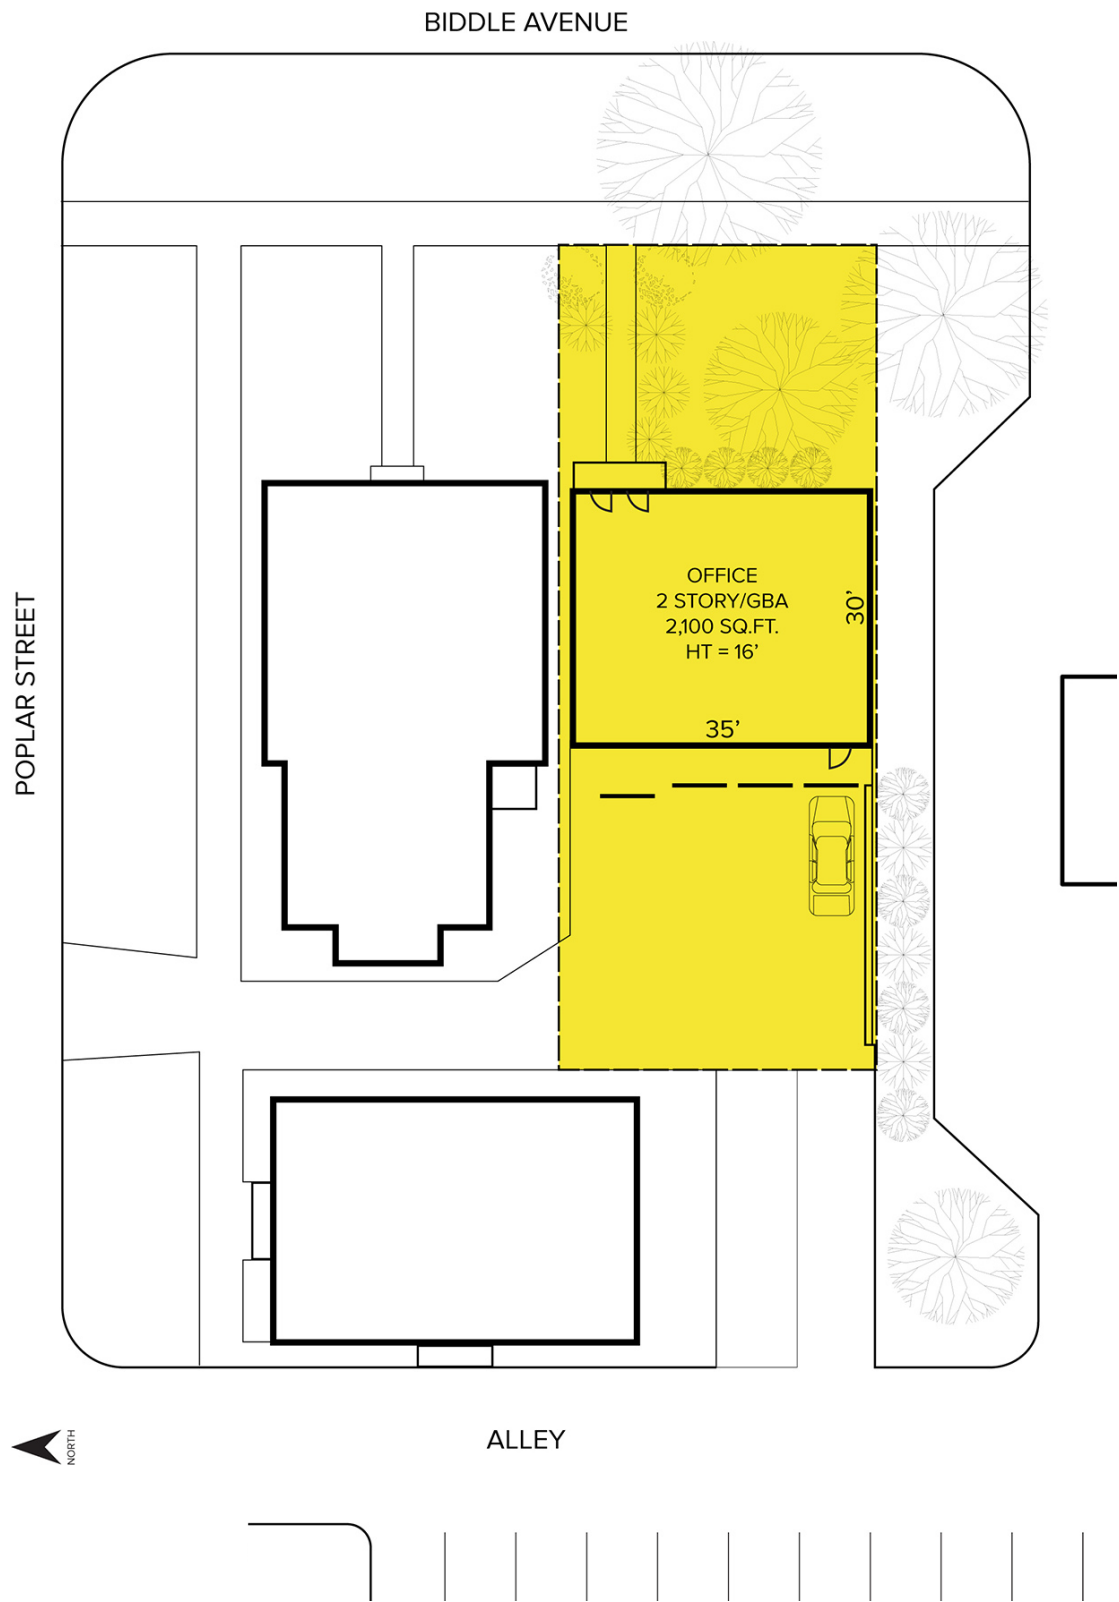 BIDDLE AVENUE
POPLAR STREET
OFFICE
2 STORY/GBA
2,100 SQ.FT.
HT = 16’
30’
35’
NORTH
ALLEY